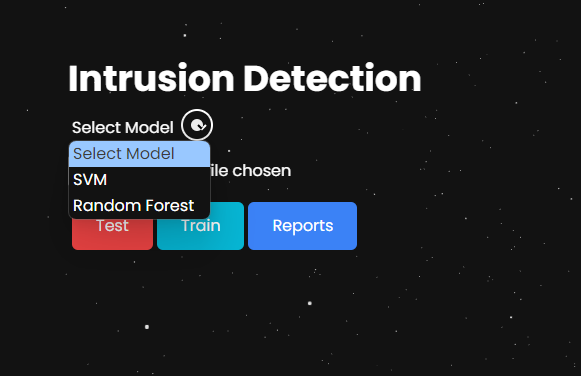 Intrusion Detection
Select Model
Select Model
SVM
Random Forest
ile chosen
Test Train Reports